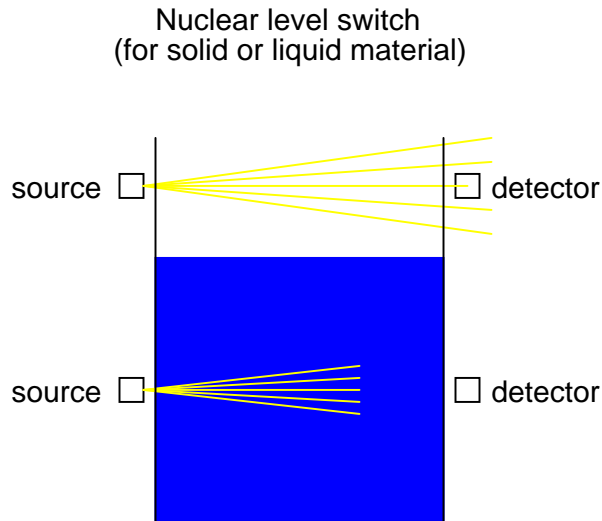 Nuclear level switch
(for solid or liquid material)
source
detector
source
detector